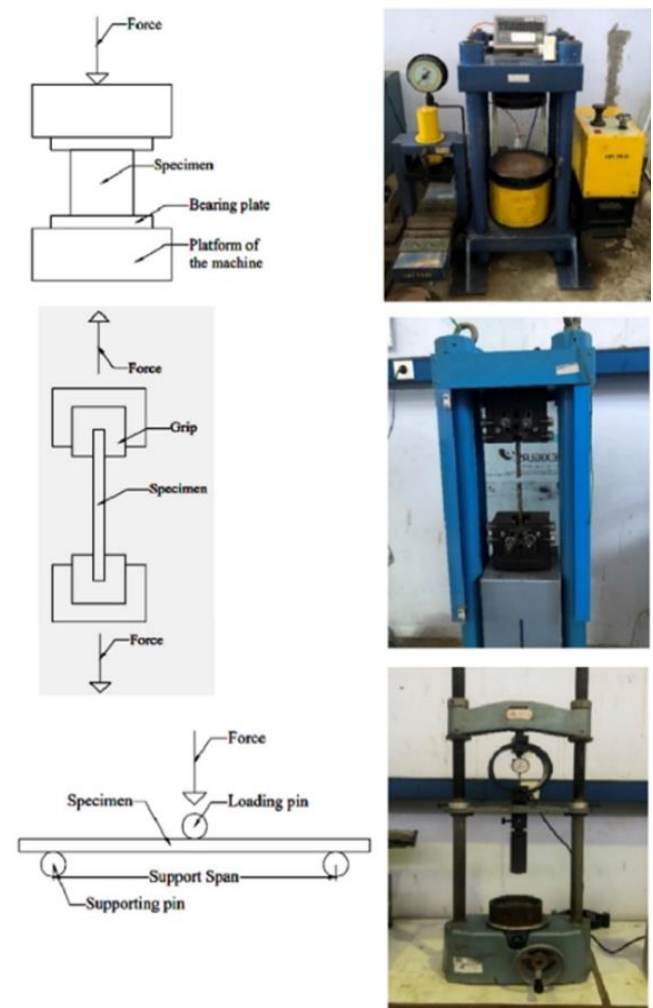 Force
Specimen
Bearing plate
Platform of
the machine
Force
Grip
Specimen
Force
Force
Specimen
Loading pin
Support Span
Supporting pin